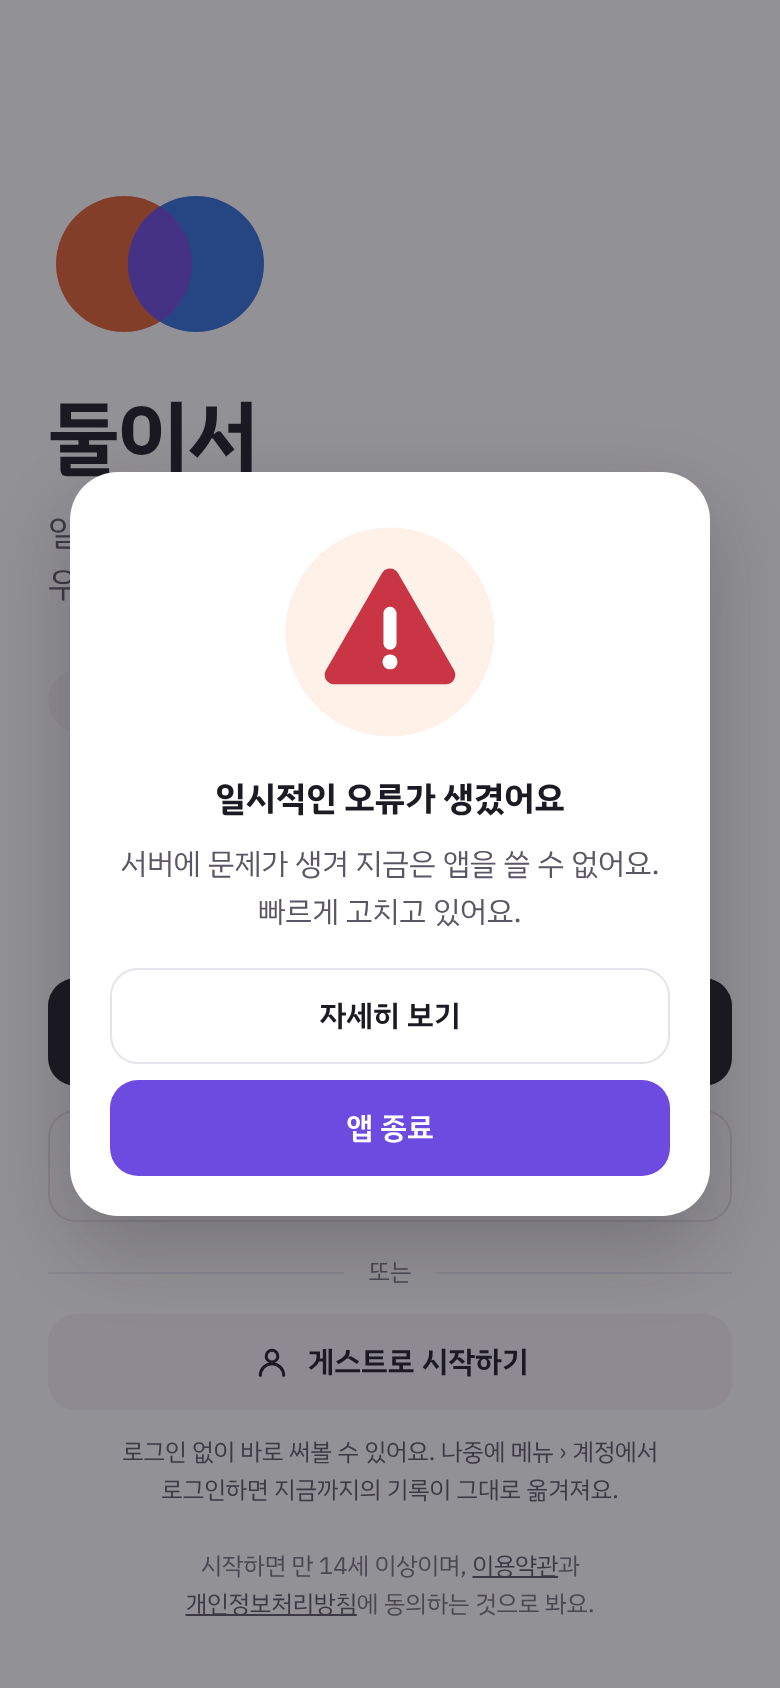 둘이서
일시적인 오류가 생겼어요
서버에 문제가 생겨 지금은 앱을 쓸 수 없어요.
빠르게 고치고 있어요.
자세히 보기
앱 종료
또는
게스트로 시작하기
로그인 없이 바로 써볼 수 있어요. 나중에 메뉴 › 계정에서
로그인하면 지금까지의 기록이 그대로 옮겨져요.
시작하면 만 14세 이상이며, 이용약관과
개인정보처리방침에 동의하는 것으로 봐요.